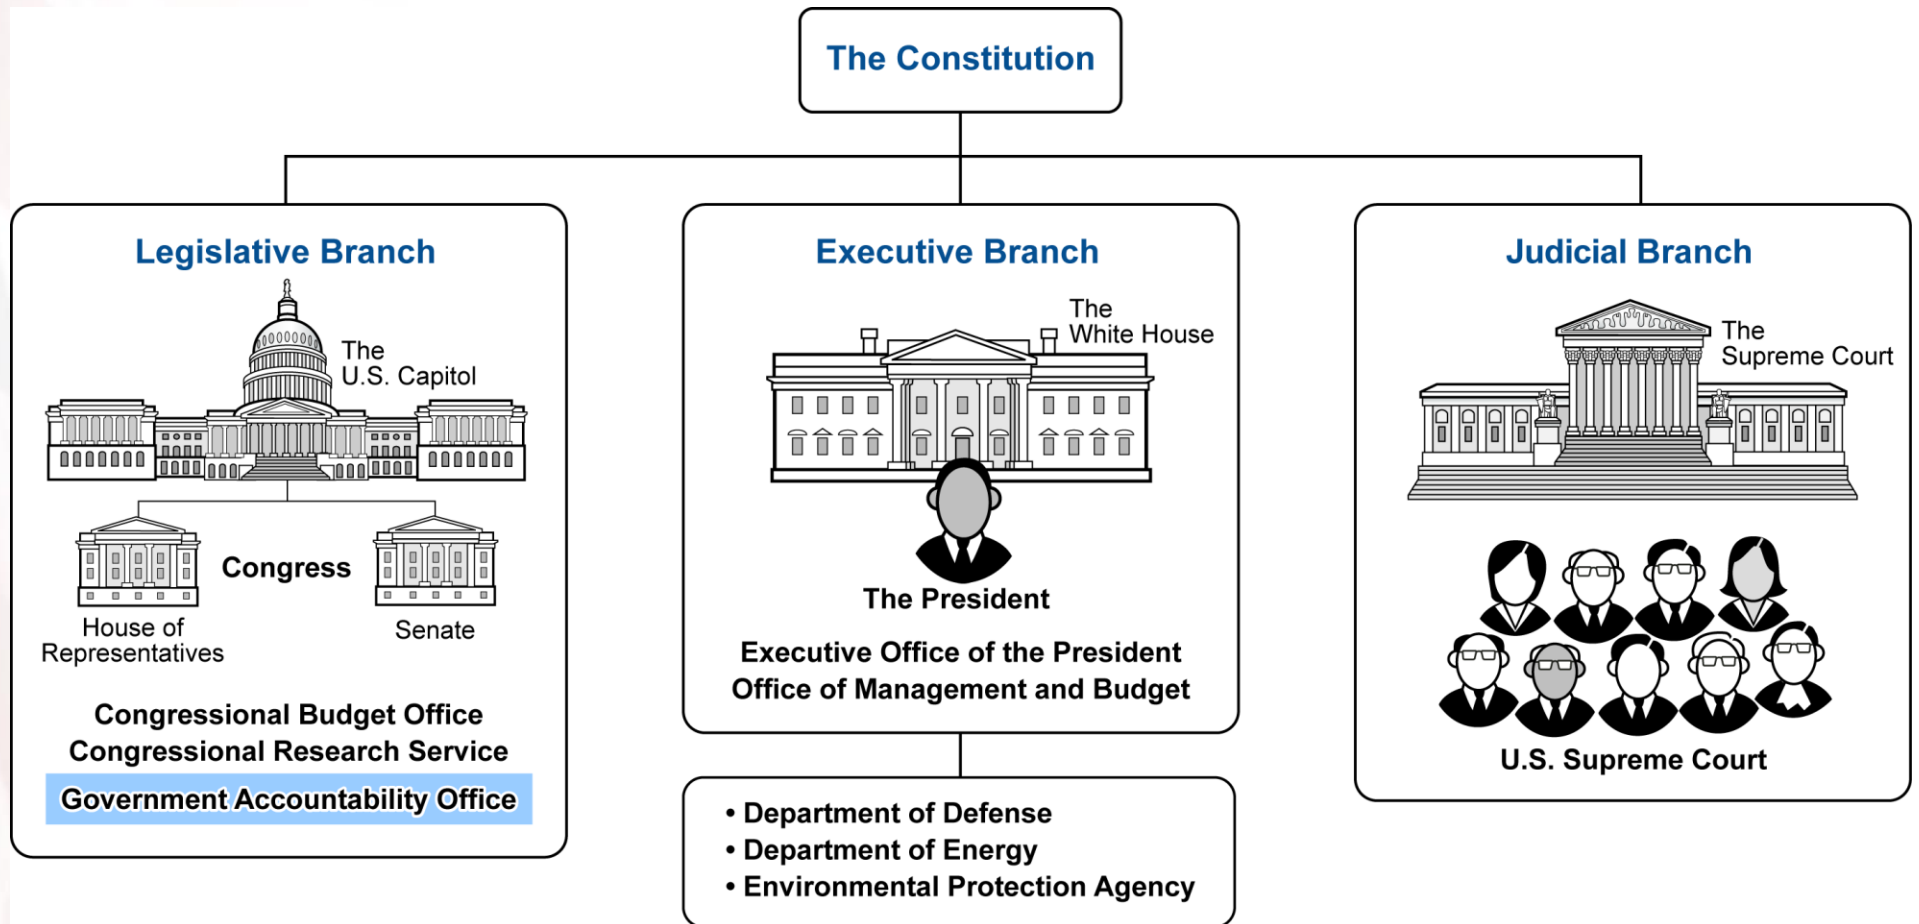 The Constitution
Legislative Branch
The
U.S. Capitol
Congress
House of
Representatives
Senate
Congressional Budget Office
Congressional Research Service
Government Accountability Office
Executive Branch
The
White House
The President
Executive Office of the President
Office of Management and Budget
• Department of Defense
• Department of Energy
• Environmental Protection Agency
Judicial Branch
The
Supreme Court
U.S. Supreme Court